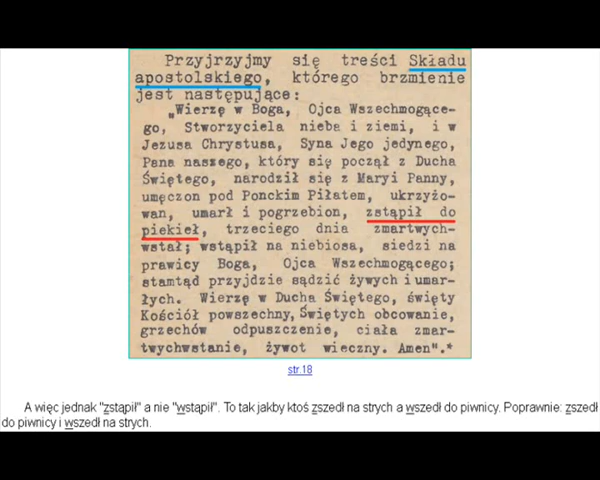 Przyjrzyjmy się treści Składu
apostolskiego, którego brzmienie
jest następujące:
"Wierzę w Boga, Ojca Wszechmogące-
go, Stworzyciela nieba i ziemi, i w
Jezusa Chrystusa, Syna Jego jedynego,
Pana naszego, który się począł z Ducha
Świętego, narodził się z Maryi Panny,
umęczon pod Ponckim Piłatem, ukrzyżo-
wan, umarł i pogrzebion, zstąpił do
piekieł, trzeciego dnia zmartwych-
wstał; wstąpił na niebiosa, siedzi na
prawicy Boga, Ojca Wszechmogącego;
stamtąd przyjdzie sądzić żywych i umar-
łych. Wierzę w Ducha Świętego, święty
Kościół powszechny, Świętych obcowanie,
grzechów odpuszczenie, ciała zmar-
twychwstanie, żywot wieczny. Amen".*
str.18
A więc jednak "zstąpił" a nie "wstąpił". To tak jakby ktoś zszedł na strych a wszedł do piwnicy. Poprawnie: zszedł
do piwnicy i wszedł na strych.